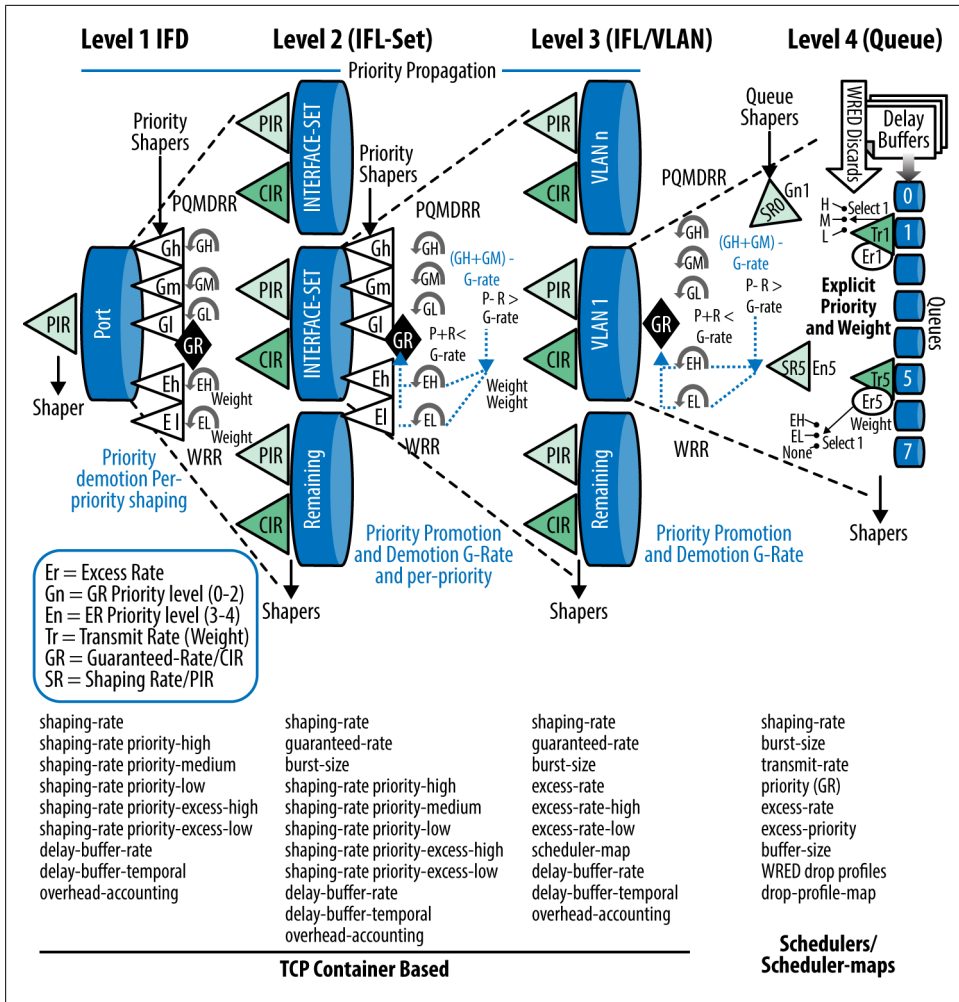 Level 1 IFD
Level 2 (IFL-Set)
Level 3 (IFL/VLAN)
Level 4 (Queue)
Priority Propagation
Priority
Shapers
PQMDRR
PIR
Port
Shaper
Gh
Gm
Gl
Eh
E l
GH
GM
GL
GR
EH
Weight
EL
Weight
WRR
Priority
demotion Per-
priority shaping
PIR
CIR
INTERFACE-SET
PIR
CIR
INTERFACE-SET
PIR
CIR
Remaining
Shapers
Priority
Shapers
PQMDRR
Gh
Gm
Gl
Eh
El
GH
GM
GL
GR
EH
EL
(GH+GM) -
G-rate
P- R >
G-rate
P+R<
G-rate
Weight
Weight
WRR
Priority Promotion
and Demotion G-Rate
and per-priority
PIR
CIR
VLAN n
PIR
CIR
VLAN 1
PIR
CIR
Remaining
Shapers
PQMDRR
GH
GM
GL
GR
EH
EL
(GH+GM) -
G-rate
P- R >
G-rate
P+R<
G-rate
WRR
Priority Promotion
and Demotion G-Rate
Queue
Shapers
SR0
Gn1
WRED Discards
Delay
Buffers
H
M
L
Select 1
Tr1
Er1
Explicit
Priority
and Weight
SR5
En5
Tr5
Er5
Weight
EH
EL
None
Select 1
0
1
5
7
Queues
Shapers
Er = Excess Rate
Gn = GR Priority level (0-2)
En = ER Priority level (3-4)
Tr = Transmit Rate (Weight)
GR = Guaranteed-Rate/CIR
SR = Shaping Rate/PIR
shaping-rate
shaping-rate priority-high
shaping-rate priority-medium
shaping-rate priority-low
shaping-rate priority-excess-high
shaping-rate priority-excess-low
delay-buffer-rate
delay-buffer-temporal
overhead-accounting
shaping-rate
guaranteed-rate
burst-size
shaping-rate priority-high
shaping-rate priority-medium
shaping-rate priority-low
shaping-rate priority-excess-high
shaping-rate priority-excess-low
delay-buffer-rate
delay-buffer-temporal
overhead-accounting
shaping-rate
guaranteed-rate
burst-size
excess-rate
excess-rate-high
excess-rate-low
scheduler-map
delay-buffer-rate
delay-buffer-temporal
overhead-accounting
shaping-rate
burst-size
transmit-rate
priority (GR)
excess-rate
excess-priority
buffer-size
WRED drop profiles
drop-profile-map
TCP Container Based
Schedulers/
Scheduler-maps